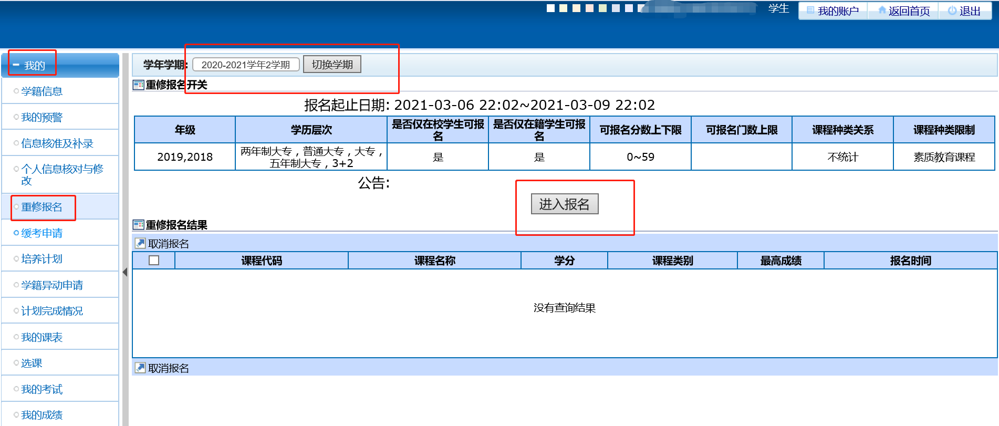 学生 我的账户 返回首页 退出
我的
学籍信息
我的预警
信息核准及补录
个人信息核对与修
改
重修报名
缓考申请
培养计划
学籍异动申请
计划完成情况
我的课表
选课
我的考试
我的成绩
学年学期: 2020-2021学年2学期 切换学期
重修报名开关
报名起止日期: 2021-03-06 22:02~2021-03-09 22:02
年级 学历层次 是否仅在校学生可报名 是否仅在籍学生可报名 可报名分数上下限 可报名门数上限 课程种类关系 课程种类限制
2019,2018 两年制大专，普通大专，大专，五年制大专，3+2 是 是 0~59 不统计 素质教育课程
公告:
进入报名
重修报名结果
取消报名
课程代码 课程名称 学分 课程类别 最高成绩 报名时间
没有查询结果
取消报名